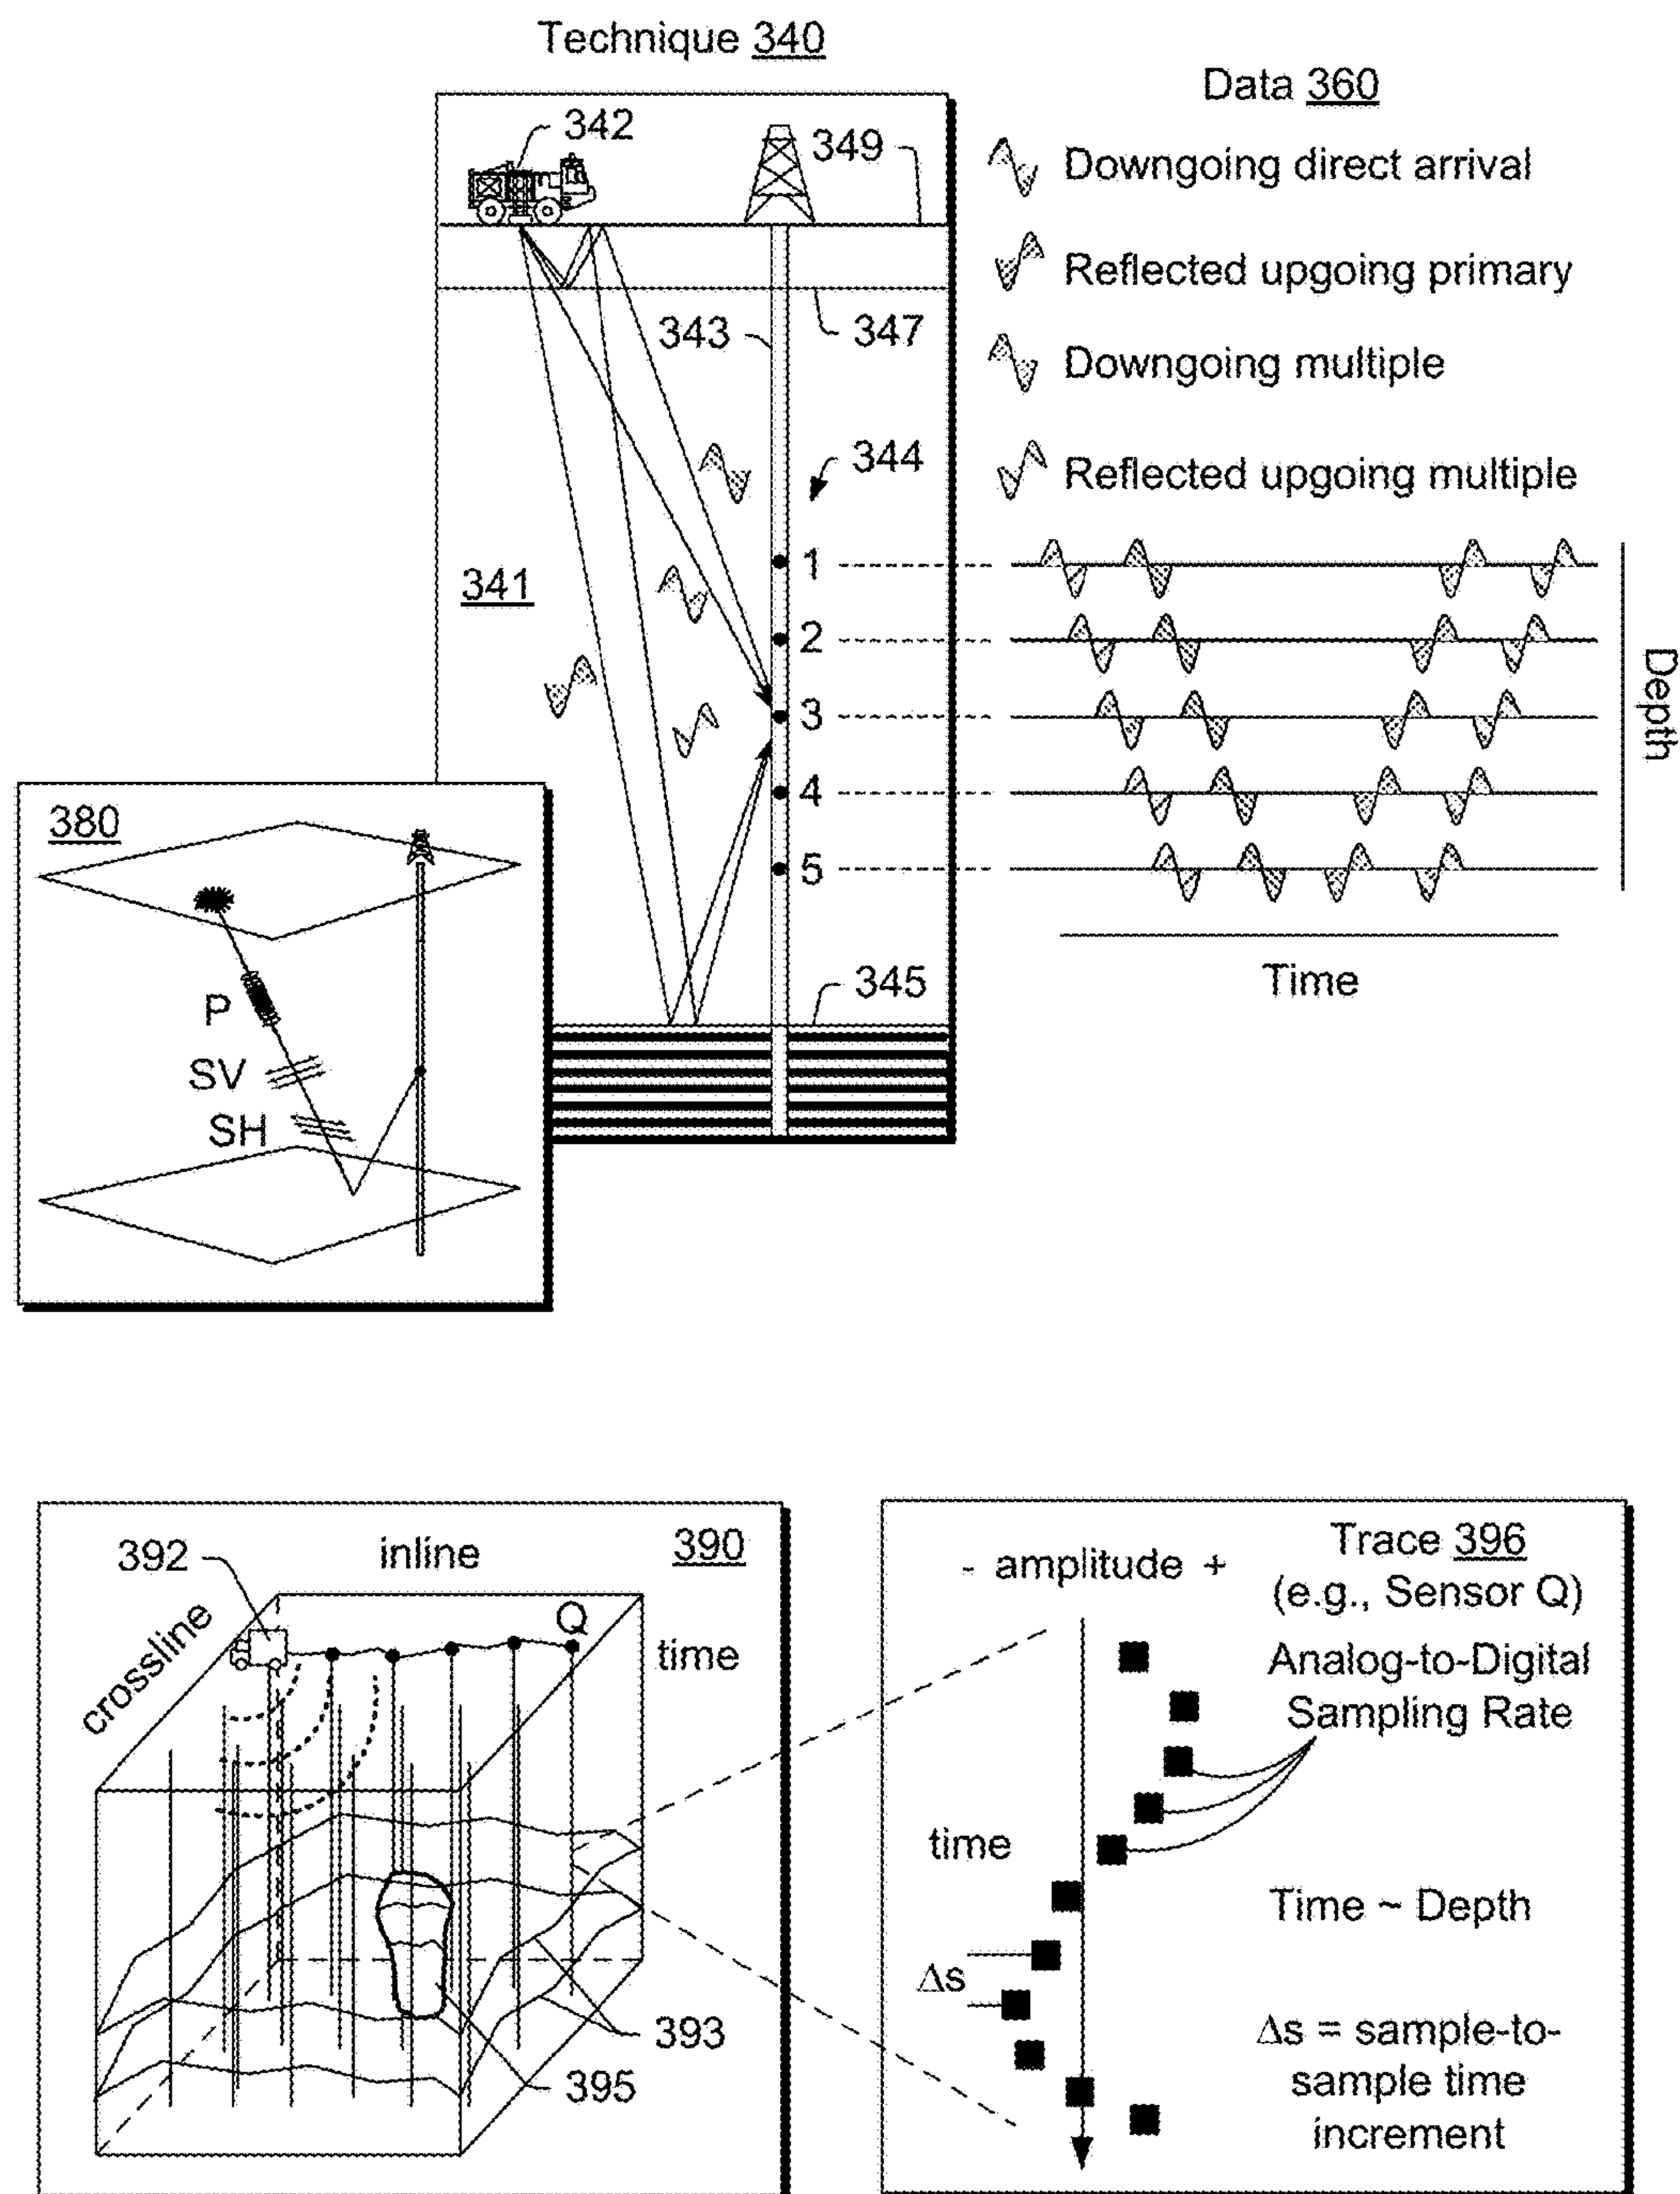 Technique 340
Data 360
342
349
Downgoing direct arrival
Reflected upgoing primary
343
347
Downgoing multiple
344
Reflected upgoing multiple
341
1
2
3
4
5
Depth
Time
345
380
P
SV
SH
392
inline
390
crossline
Q
time
393
395
Trace 396
(e.g., Sensor Q)
- amplitude +
Analog-to-Digital
Sampling Rate
time
Time ~ Depth
Δs
Δs = sample-to-
sample time
increment